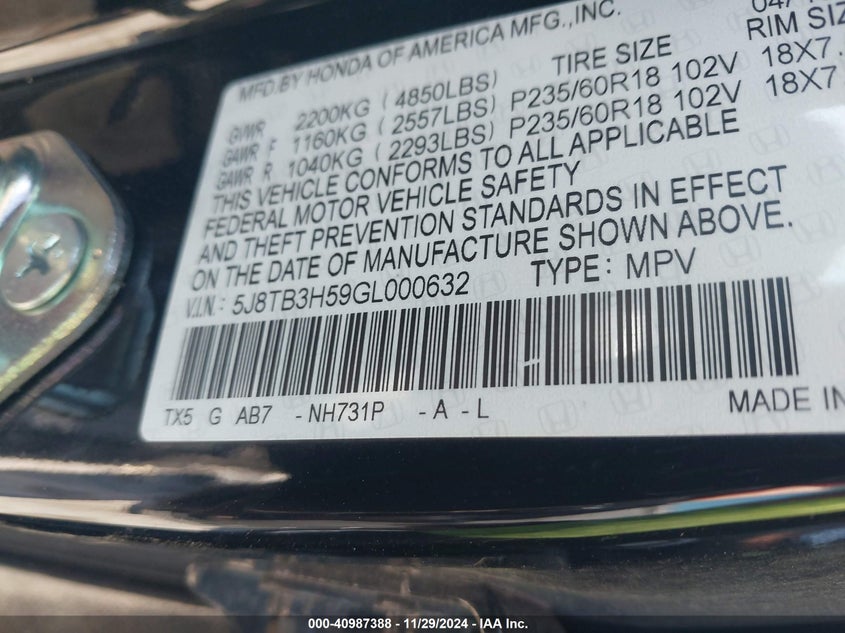 MFD.BY HONDA OF AMERICA MFG.,INC. 04/
TIRE SIZE RIM SIZ
GVWR 2200KG (4850LBS)
GAWR F 1160KG (2557LBS) P235/60R18 102V 18X7.
GAWR R 1040KG (2293LBS) P235/60R18 102V 18X7
THIS VEHICLE CONFORMS TO ALL APPLICABLE
FEDERAL MOTOR VEHICLE SAFETY
AND THEFT PREVENTION STANDARDS IN EFFECT
ON THE DATE OF MANUFACTURE SHOWN ABOVE.
V.I.N.: 5J8TB3H59GL000632 TYPE: MPV
TX5 G AB7 -NH731P -A-L MADE IN
000-40987388 — 11/29/2024 — IAA Inc.